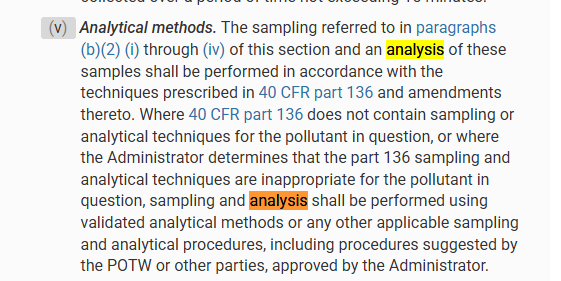 (v) Analytical methods. The sampling referred to in paragraphs
(b)(2) (i) through (iv) of this section and an analysis of these
samples shall be performed in accordance with the
techniques prescribed in 40 CFR part 136 and amendments
thereto. Where 40 CFR part 136 does not contain sampling or
analytical techniques for the pollutant in question, or where
the Administrator determines that the part 136 sampling and
analytical techniques are inappropriate for the pollutant in
question, sampling and analysis shall be performed using
validated analytical methods or any other applicable sampling
and analytical procedures, including procedures suggested by
the POTW or other parties, approved by the Administrator.